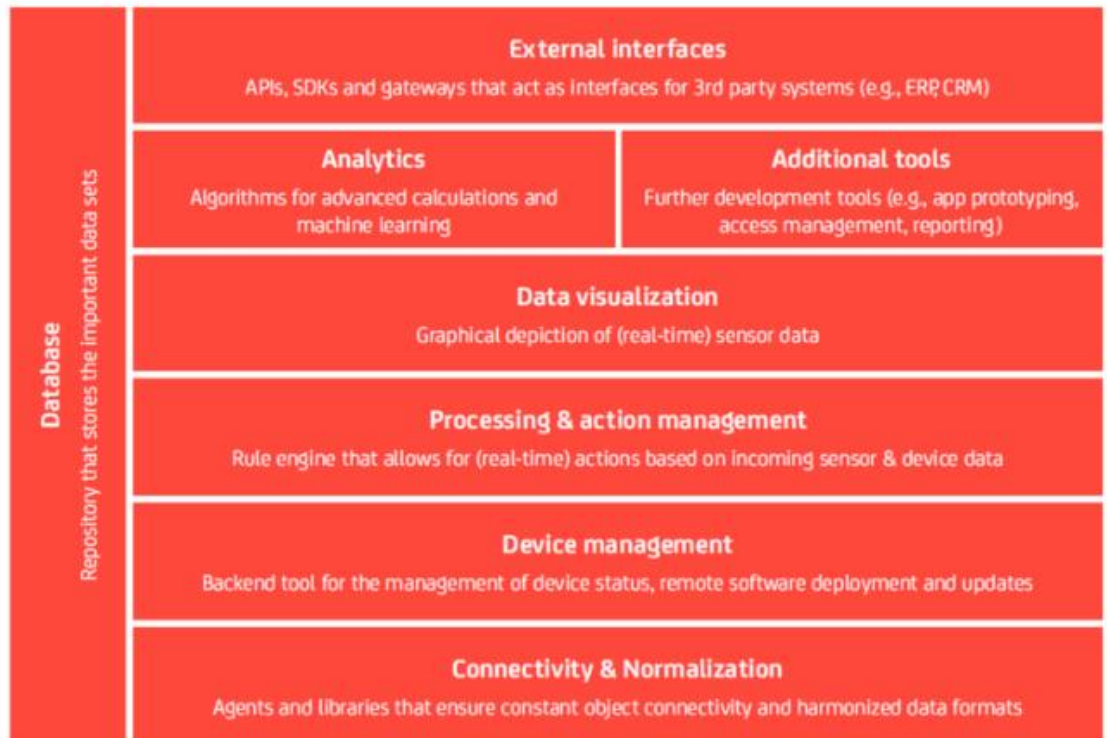 Database
Repository that stores the important data sets
External interfaces
APIs, SDKs and gateways that act as interfaces for 3rd party systems (e.g., ERP, CRM)
Analytics
Algorithms for advanced calculations and
machine learning
Additional tools
Further development tools (e.g., app prototyping,
access management, reporting)
Data visualization
Graphical depiction of (real-time) sensor data
Processing & action management
Rule engine that allows for (real-time) actions based on incoming sensor & device data
Device management
Backend tool for the management of device status, remote software deployment and updates
Connectivity & Normalization
Agents and libraries that ensure constant object connectivity and harmonized data formats